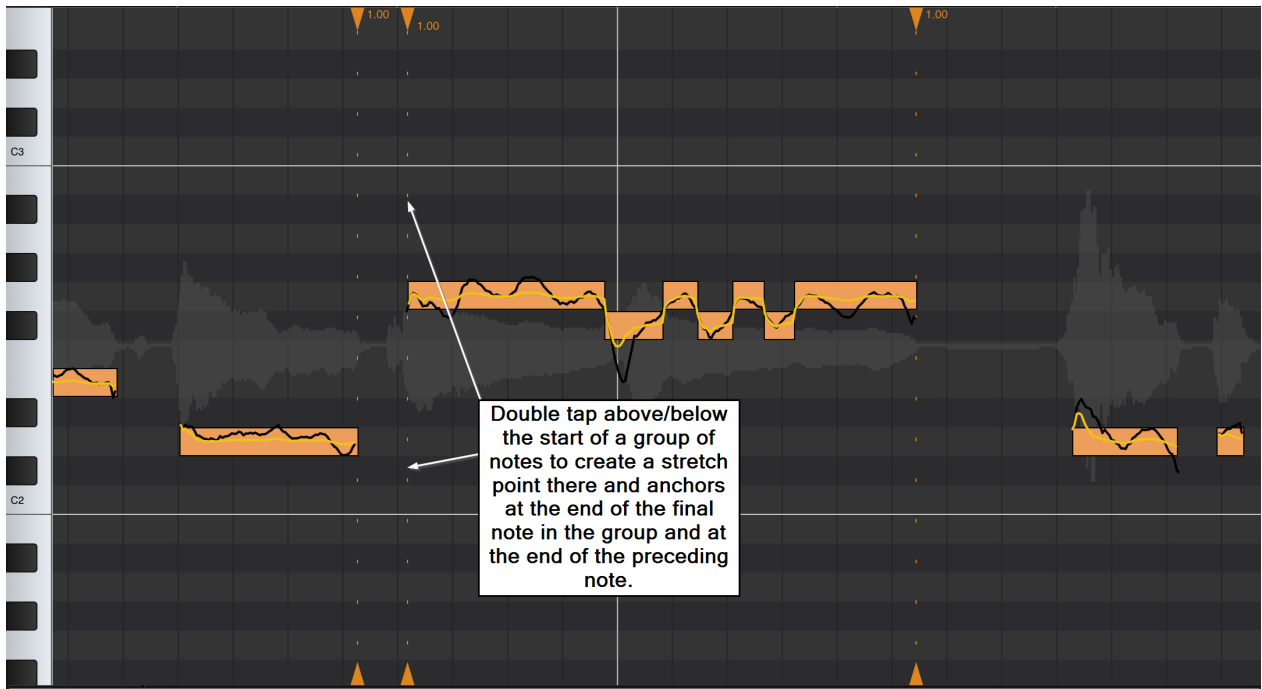 1.00
1.00
1.00
C3
Double tap above/below
the start of a group of
notes to create a stretch
point there and anchors
at the end of the final
note in the group and at
the end of the preceding
note.
C2